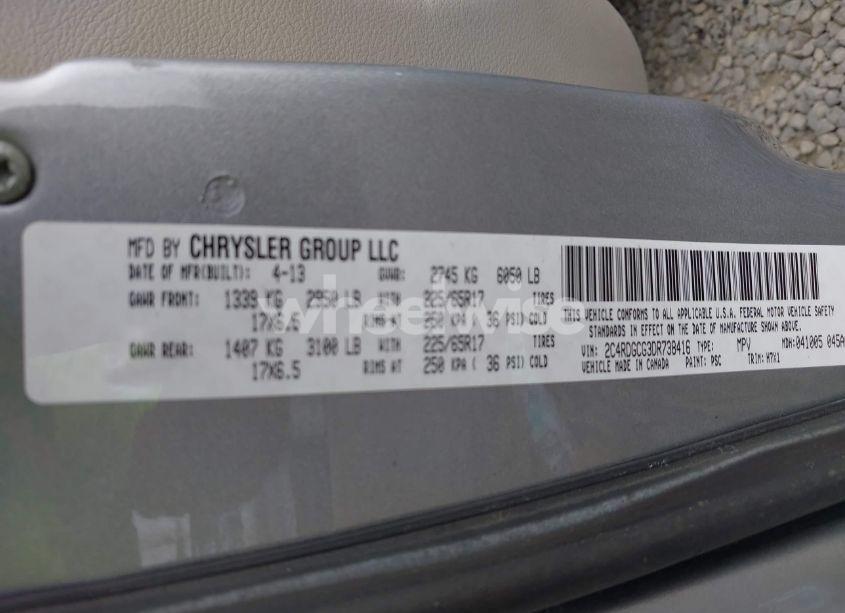 MFD BY CHRYSLER GROUP LLC
DATE OF MFR(BUILT): 4-13 GVWR: 2745 KG 6050 LB
GAWR FRONT: 1339 KG 2950 LB WITH 225/65R17 TIRES
17X6.5 RIMS AT 250 KPA ( 36 PSI) COLD
GAWR REAR: 1407 KG 3100 LB WITH 225/65R17 TIRES
17X6.5 RIMS AT 250 KPA ( 36 PSI) COLD
THIS VEHICLE CONFORMS TO ALL APPLICABLE U.S.A. FEDERAL MOTOR VEHICLE SAFETY
STANDARDS IN EFFECT ON THE DATE OF MANUFACTURE SHOWN ABOVE.
VIN: 2C4RDGCG3DR738416 TYPE: MPV MDH:041005 045A
VEHICLE MADE IN CANADA PAINT: PSC TRIM: H7X1
wheelwise